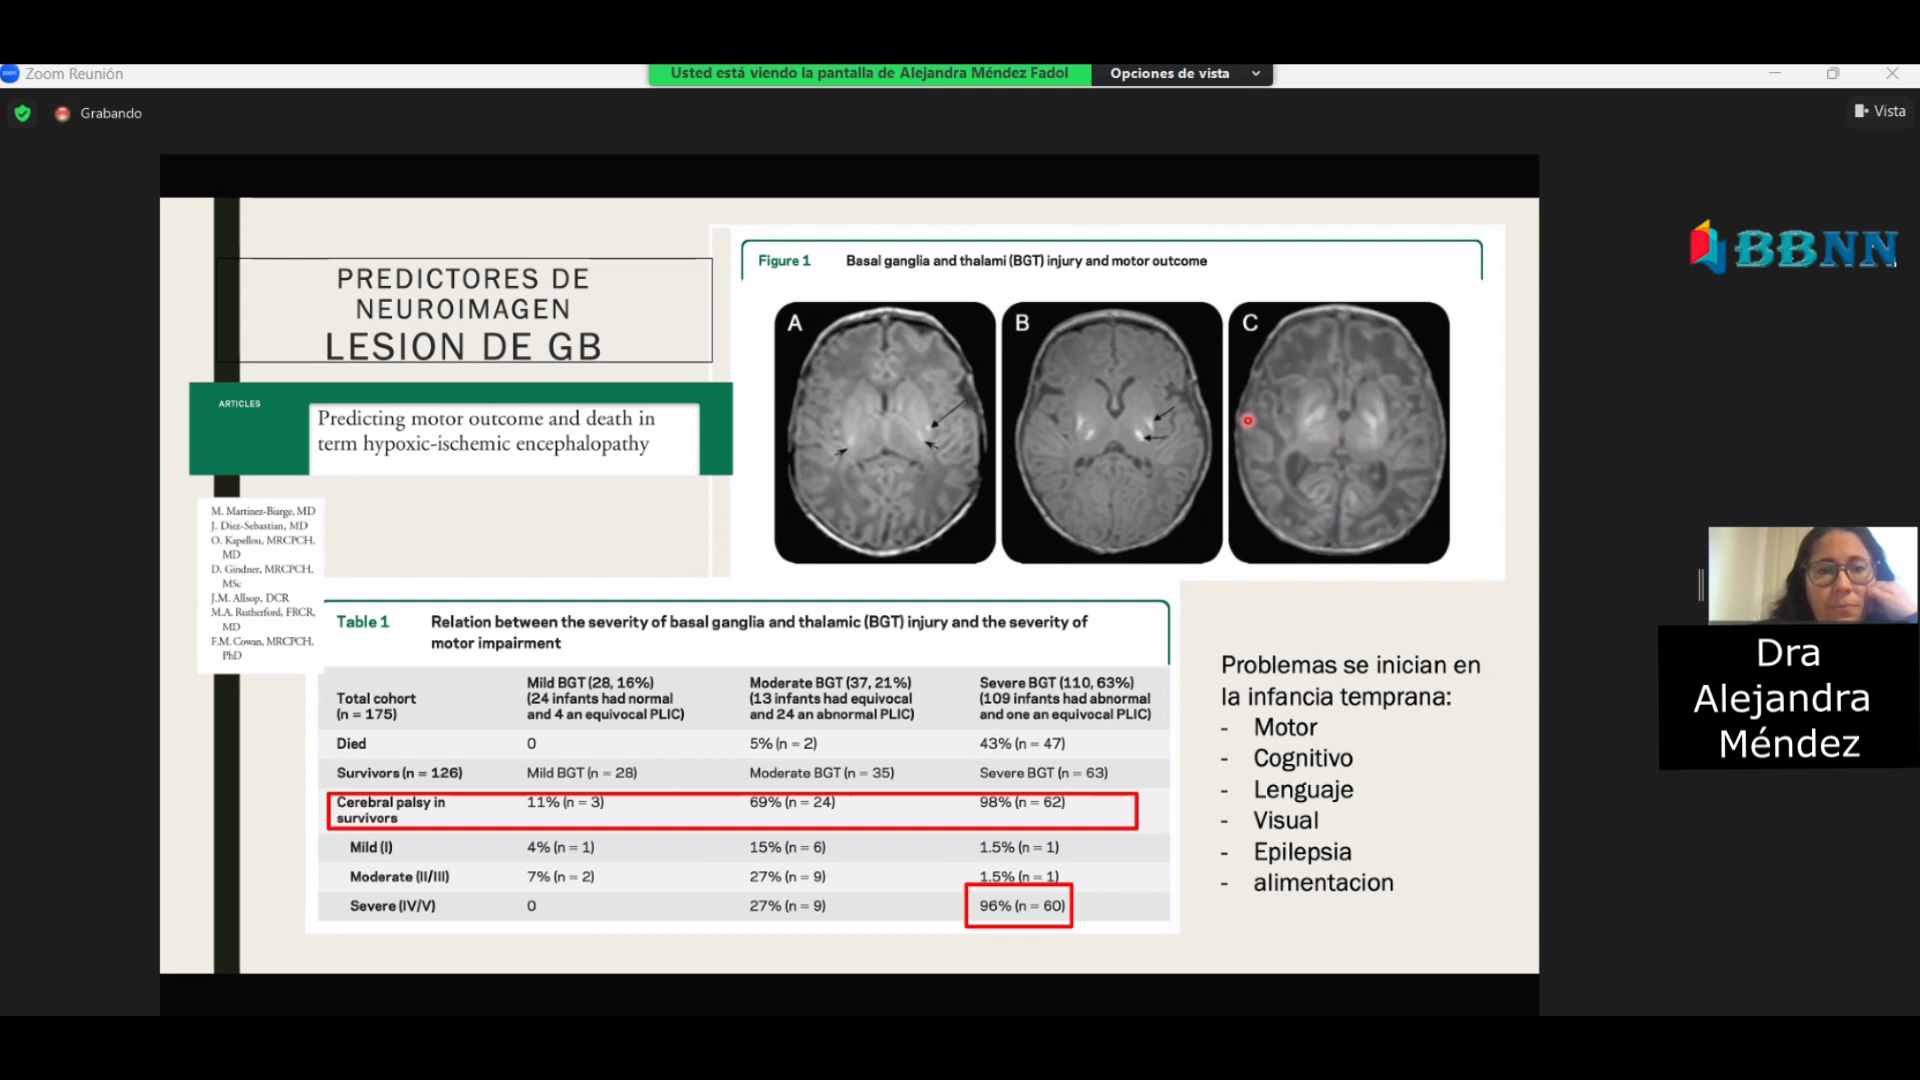 Zoom Reunión
Usted está viendo la pantalla de Alejandra Méndez Fadol
Opciones de vista
Grabando
Vista
PREDICTORES DE
NEUROIMAGEN
LESION DE GB
ARTICLES
Predicting motor outcome and death in
term hypoxic-ischemic encephalopathy
M. Martinez-Biarge, MD
J. Diez-Sebastian, MD
O. Kapellou, MRCPCH,
MD
D. Gindner, MRCPCH,
MSc
J.M. Allsop, DCR
M.A. Rutherford, FRCR,
MD
F.M. Cowan, MRCPCH,
PhD
Figure 1 Basal ganglia and thalami (BGT) injury and motor outcome
A B C
Table 1 Relation between the severity of basal ganglia and thalamic (BGT) injury and the severity of
motor impairment
Total cohort
(n = 175)
Mild BGT (28, 16%)
(24 infants had normal
and 4 an equivocal PLIC)
Moderate BGT (37, 21%)
(13 infants had equivocal
and 24 an abnormal PLIC)
Severe BGT (110, 63%)
(109 infants had abnormal
and one an equivocal PLIC)
Died 0 5% (n = 2) 43% (n = 47)
Survivors (n = 126) Mild BGT (n = 28) Moderate BGT (n = 35) Severe BGT (n = 63)
Cerebral palsy in
survivors
11% (n = 3) 69% (n = 24) 98% (n = 62)
Mild (I) 4% (n = 1) 15% (n = 6) 1.5% (n = 1)
Moderate (II/III) 7% (n = 2) 27% (n = 9) 1.5% (n = 1)
Severe (IV/V) 0 27% (n = 9) 96% (n = 60)
Problemas se inician en
la infancia temprana:
- Motor
- Cognitivo
- Lenguaje
- Visual
- Epilepsia
- alimentacion
BBNN
Dra
Alejandra
Méndez